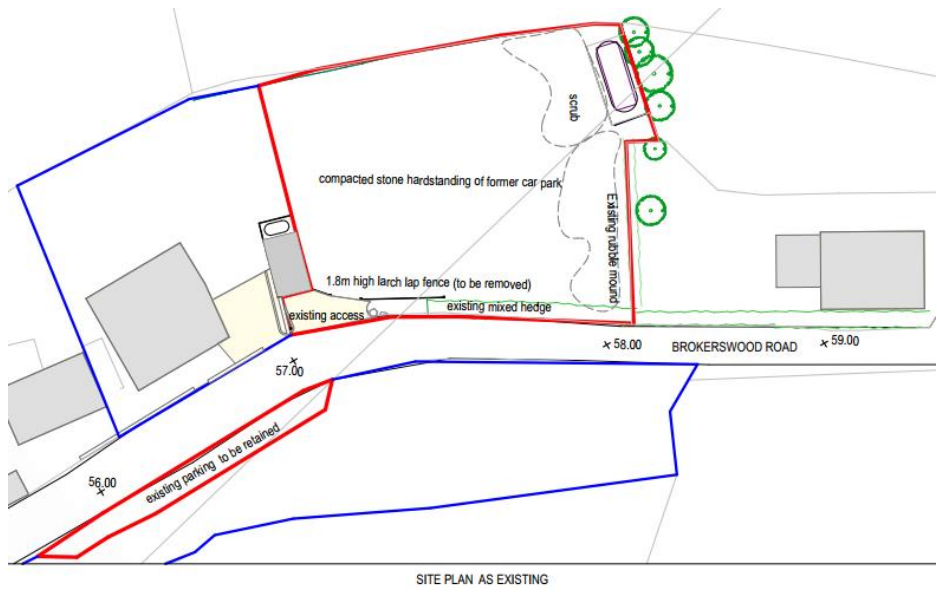 scrub
compacted stone hardstanding of former car park
Existing rubble mound
1.8m high larch lap fence (to be removed)
existing mixed hedge
existing access
58.00
BROKERSWOOD ROAD
59.00
57.00
existing parking to be retained
56.00
SITE PLAN AS EXISTING